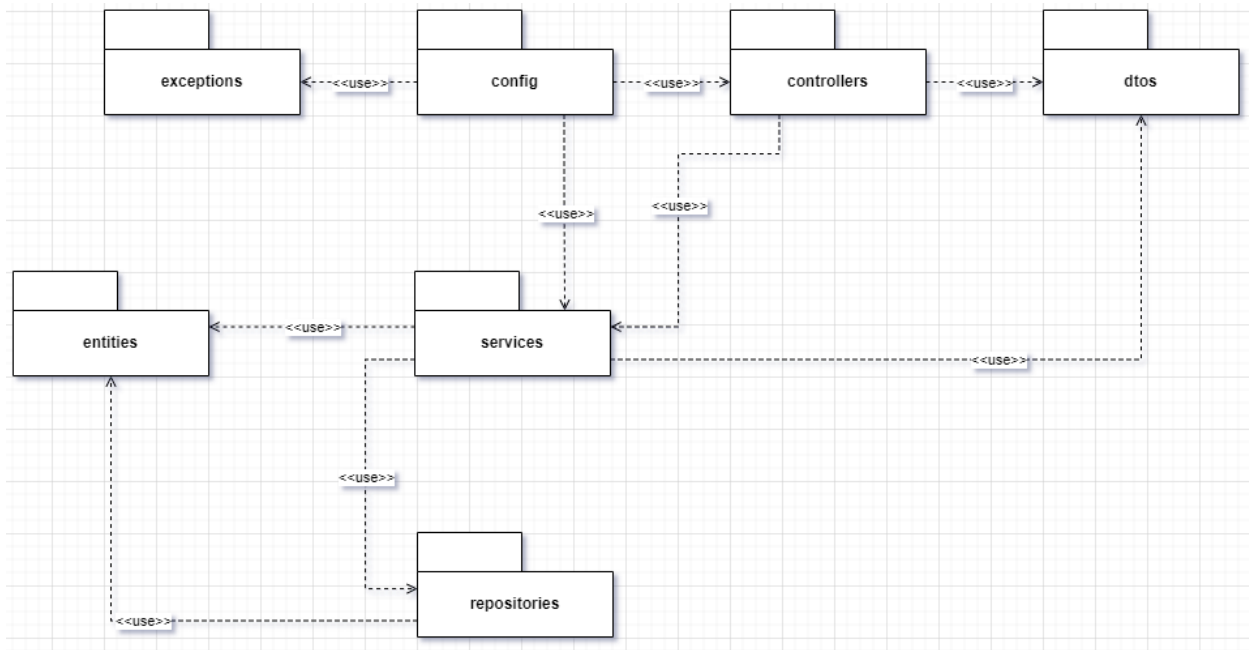 exceptions
<<use>>
config
<<use>>
controllers
<<use>>
dtos
<<use>>
<<use>>
entities
<<use>>
services
<<use>>
<<use>>
repositories
<<use>>